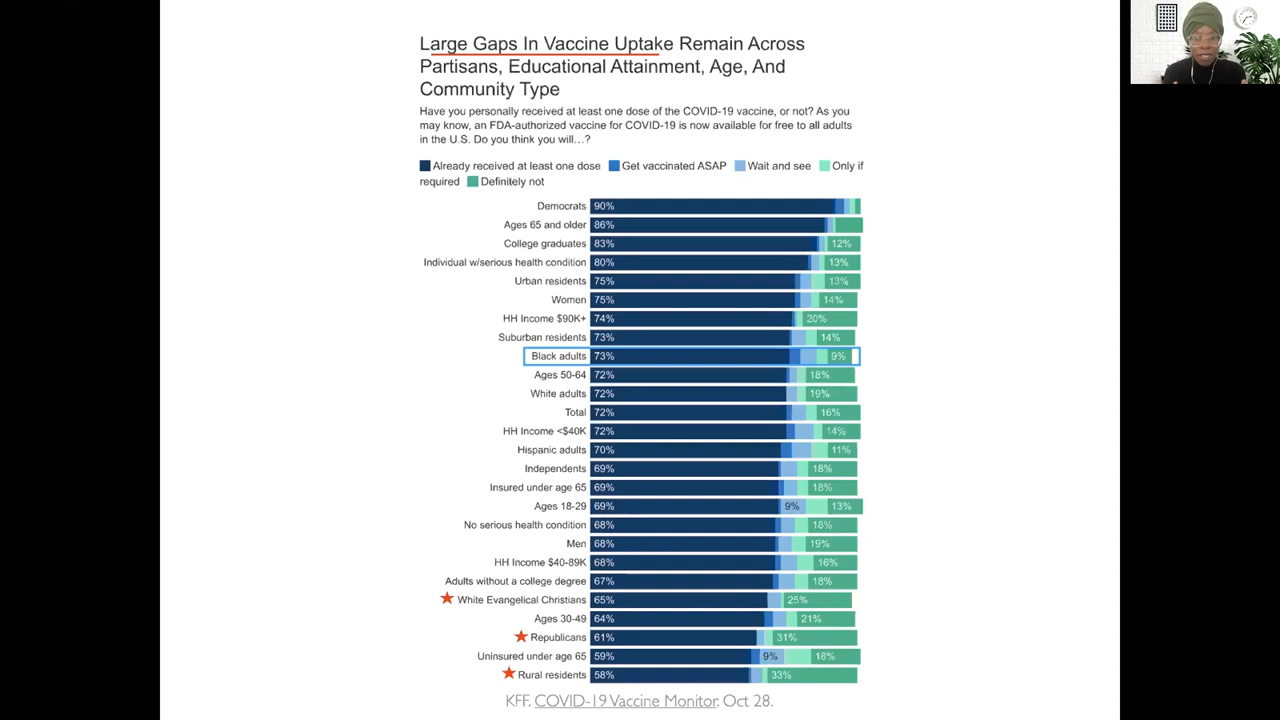 Large Gaps In Vaccine Uptake Remain Across
Partisans, Educational Attainment, Age, And
Community Type
Have you personally received at least one dose of the COVID-19 vaccine, or not? As you
may know, an FDA-authorized vaccine for COVID-19 is now available for free to all adults
in the U.S. Do you think you will…?
Already received at least one dose Get vaccinated ASAP Wait and see Only if
required Definitely not
Democrats 90%
Ages 65 and older 86%
College graduates 83% 12%
Individual w/serious health condition 80% 13%
Urban residents 75% 13%
Women 75% 14%
HH Income $90K+ 74% 20%
Suburban residents 73% 14%
Black adults 73% 9%
Ages 50-64 72% 18%
White adults 72% 19%
Total 72% 16%
HH Income <$40K 72% 14%
Hispanic adults 70% 11%
Independents 69% 18%
Insured under age 65 69% 18%
Ages 18-29 69% 9% 13%
No serious health condition 68% 18%
Men 68% 19%
HH Income $40-89K 68% 16%
Adults without a college degree 67% 18%
White Evangelical Christians 65% 25%
Ages 30-49 64% 21%
Republicans 61% 31%
Uninsured under age 65 59% 9% 18%
Rural residents 58% 33%
KFF. COVID-19 Vaccine Monitor. Oct 28.